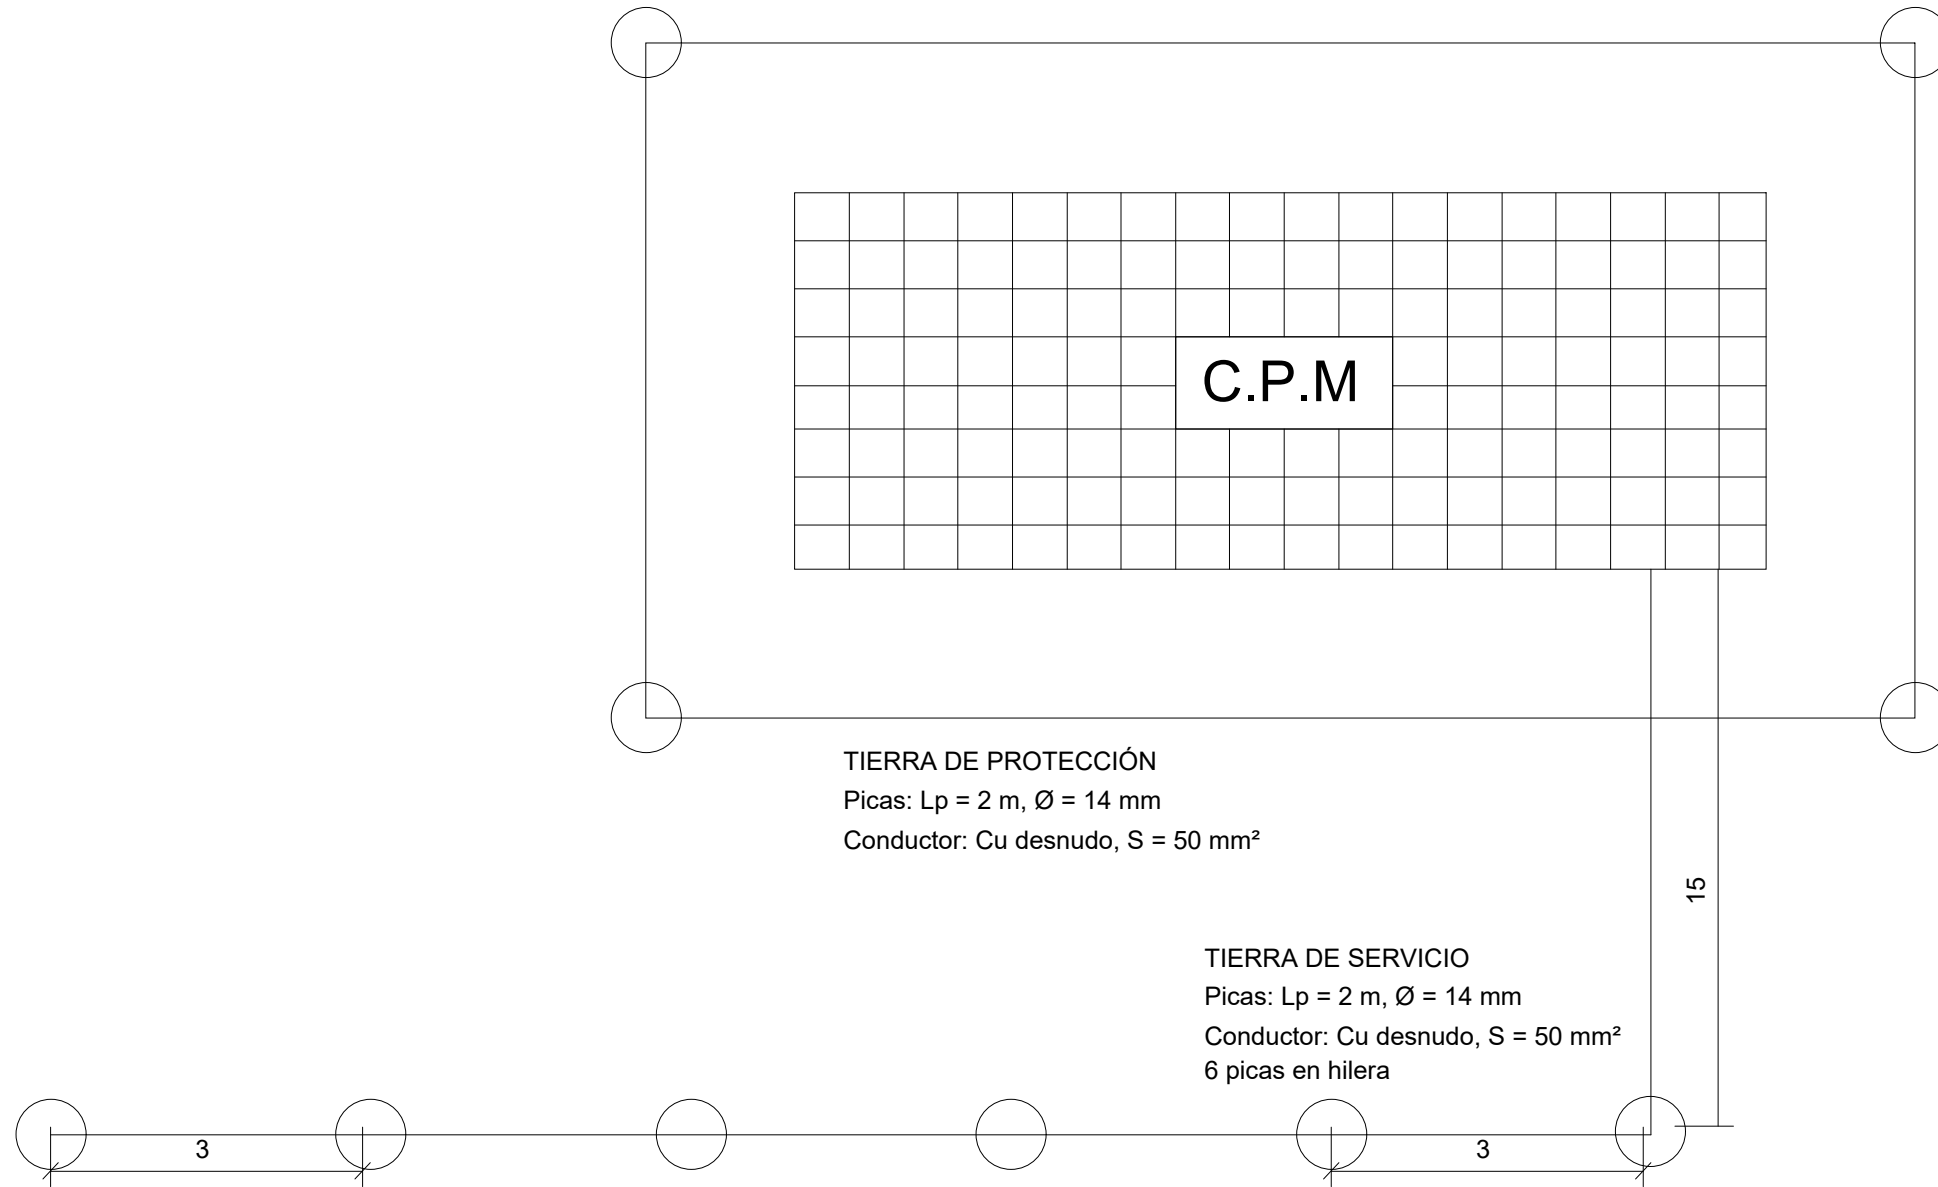 C.P.M
TIERRA DE PROTECCIÓN
Picas: Lp = 2 m, Ø = 14 mm
Conductor: Cu desnudo, S = 50 mm²
15
TIERRA DE SERVICIO
Picas: Lp = 2 m, Ø = 14 mm
Conductor: Cu desnudo, S = 50 mm²
6 picas en hilera
3
3